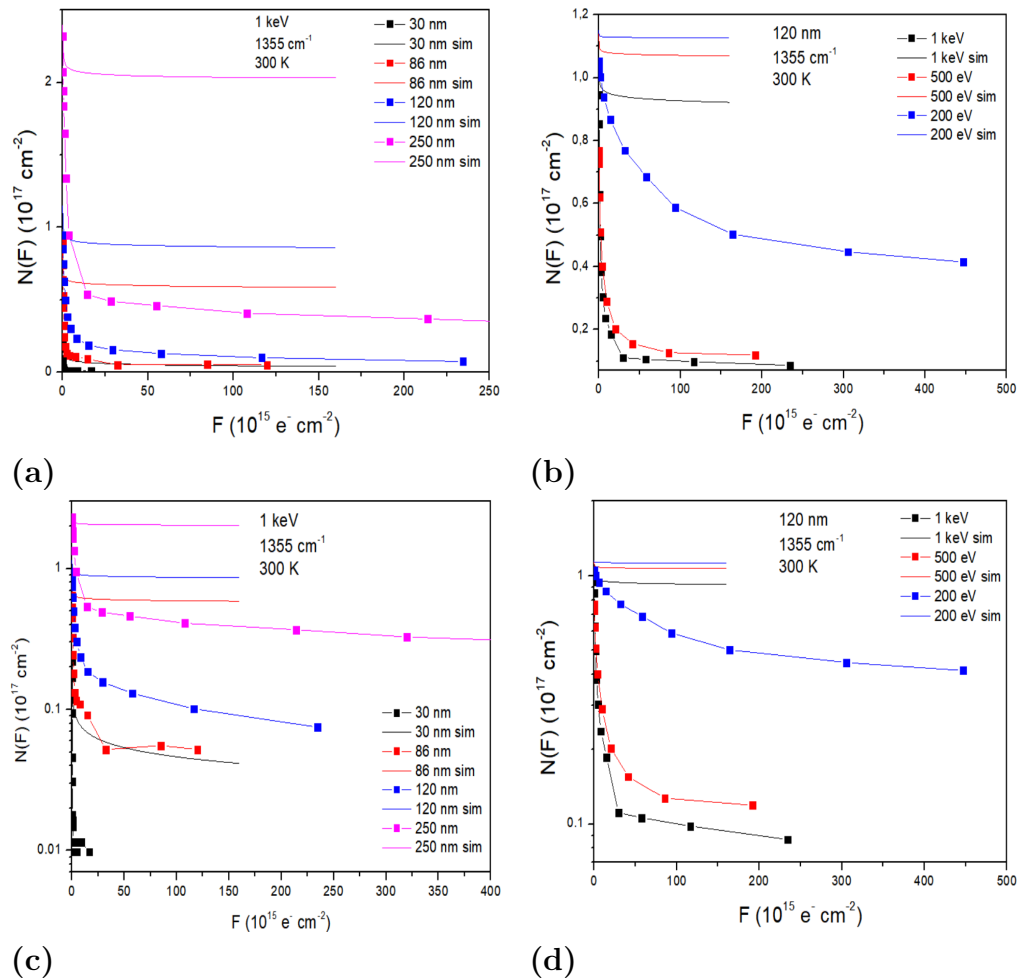 1 keV
1355 cm⁻¹
300 K
30 nm
30 nm sim
86 nm
86 nm sim
120 nm
120 nm sim
250 nm
250 nm sim
N(F) (10¹⁷ cm⁻²)
2
1
0
0 50 100 150 200 250
F (10¹⁵ e⁻ cm⁻²)
(a)
120 nm
1355 cm⁻¹
300 K
1 keV
1 keV sim
500 eV
500 eV sim
200 eV
200 eV sim
N(F) (10¹⁷ cm⁻²)
1,2
1,0
0,8
0,6
0,4
0,2
0 100 200 300 400 500
F (10¹⁵ e⁻ cm⁻²)
(b)
1 keV
1355 cm⁻¹
300 K
30 nm
30 nm sim
86 nm
86 nm sim
120 nm
120 nm sim
250 nm
250 nm sim
N(F) (10¹⁷ cm⁻²)
1
0.1
0.01
0 50 100 150 200 250 300 350 400
F (10¹⁵ e⁻ cm⁻²)
(c)
120 nm
1355 cm⁻¹
300 K
1 keV
1 keV sim
500 eV
500 eV sim
200 eV
200 eV sim
N(F) (10¹⁷ cm⁻²)
1
0.1
0 100 200 300 400 500
F (10¹⁵ e⁻ cm⁻²)
(d)